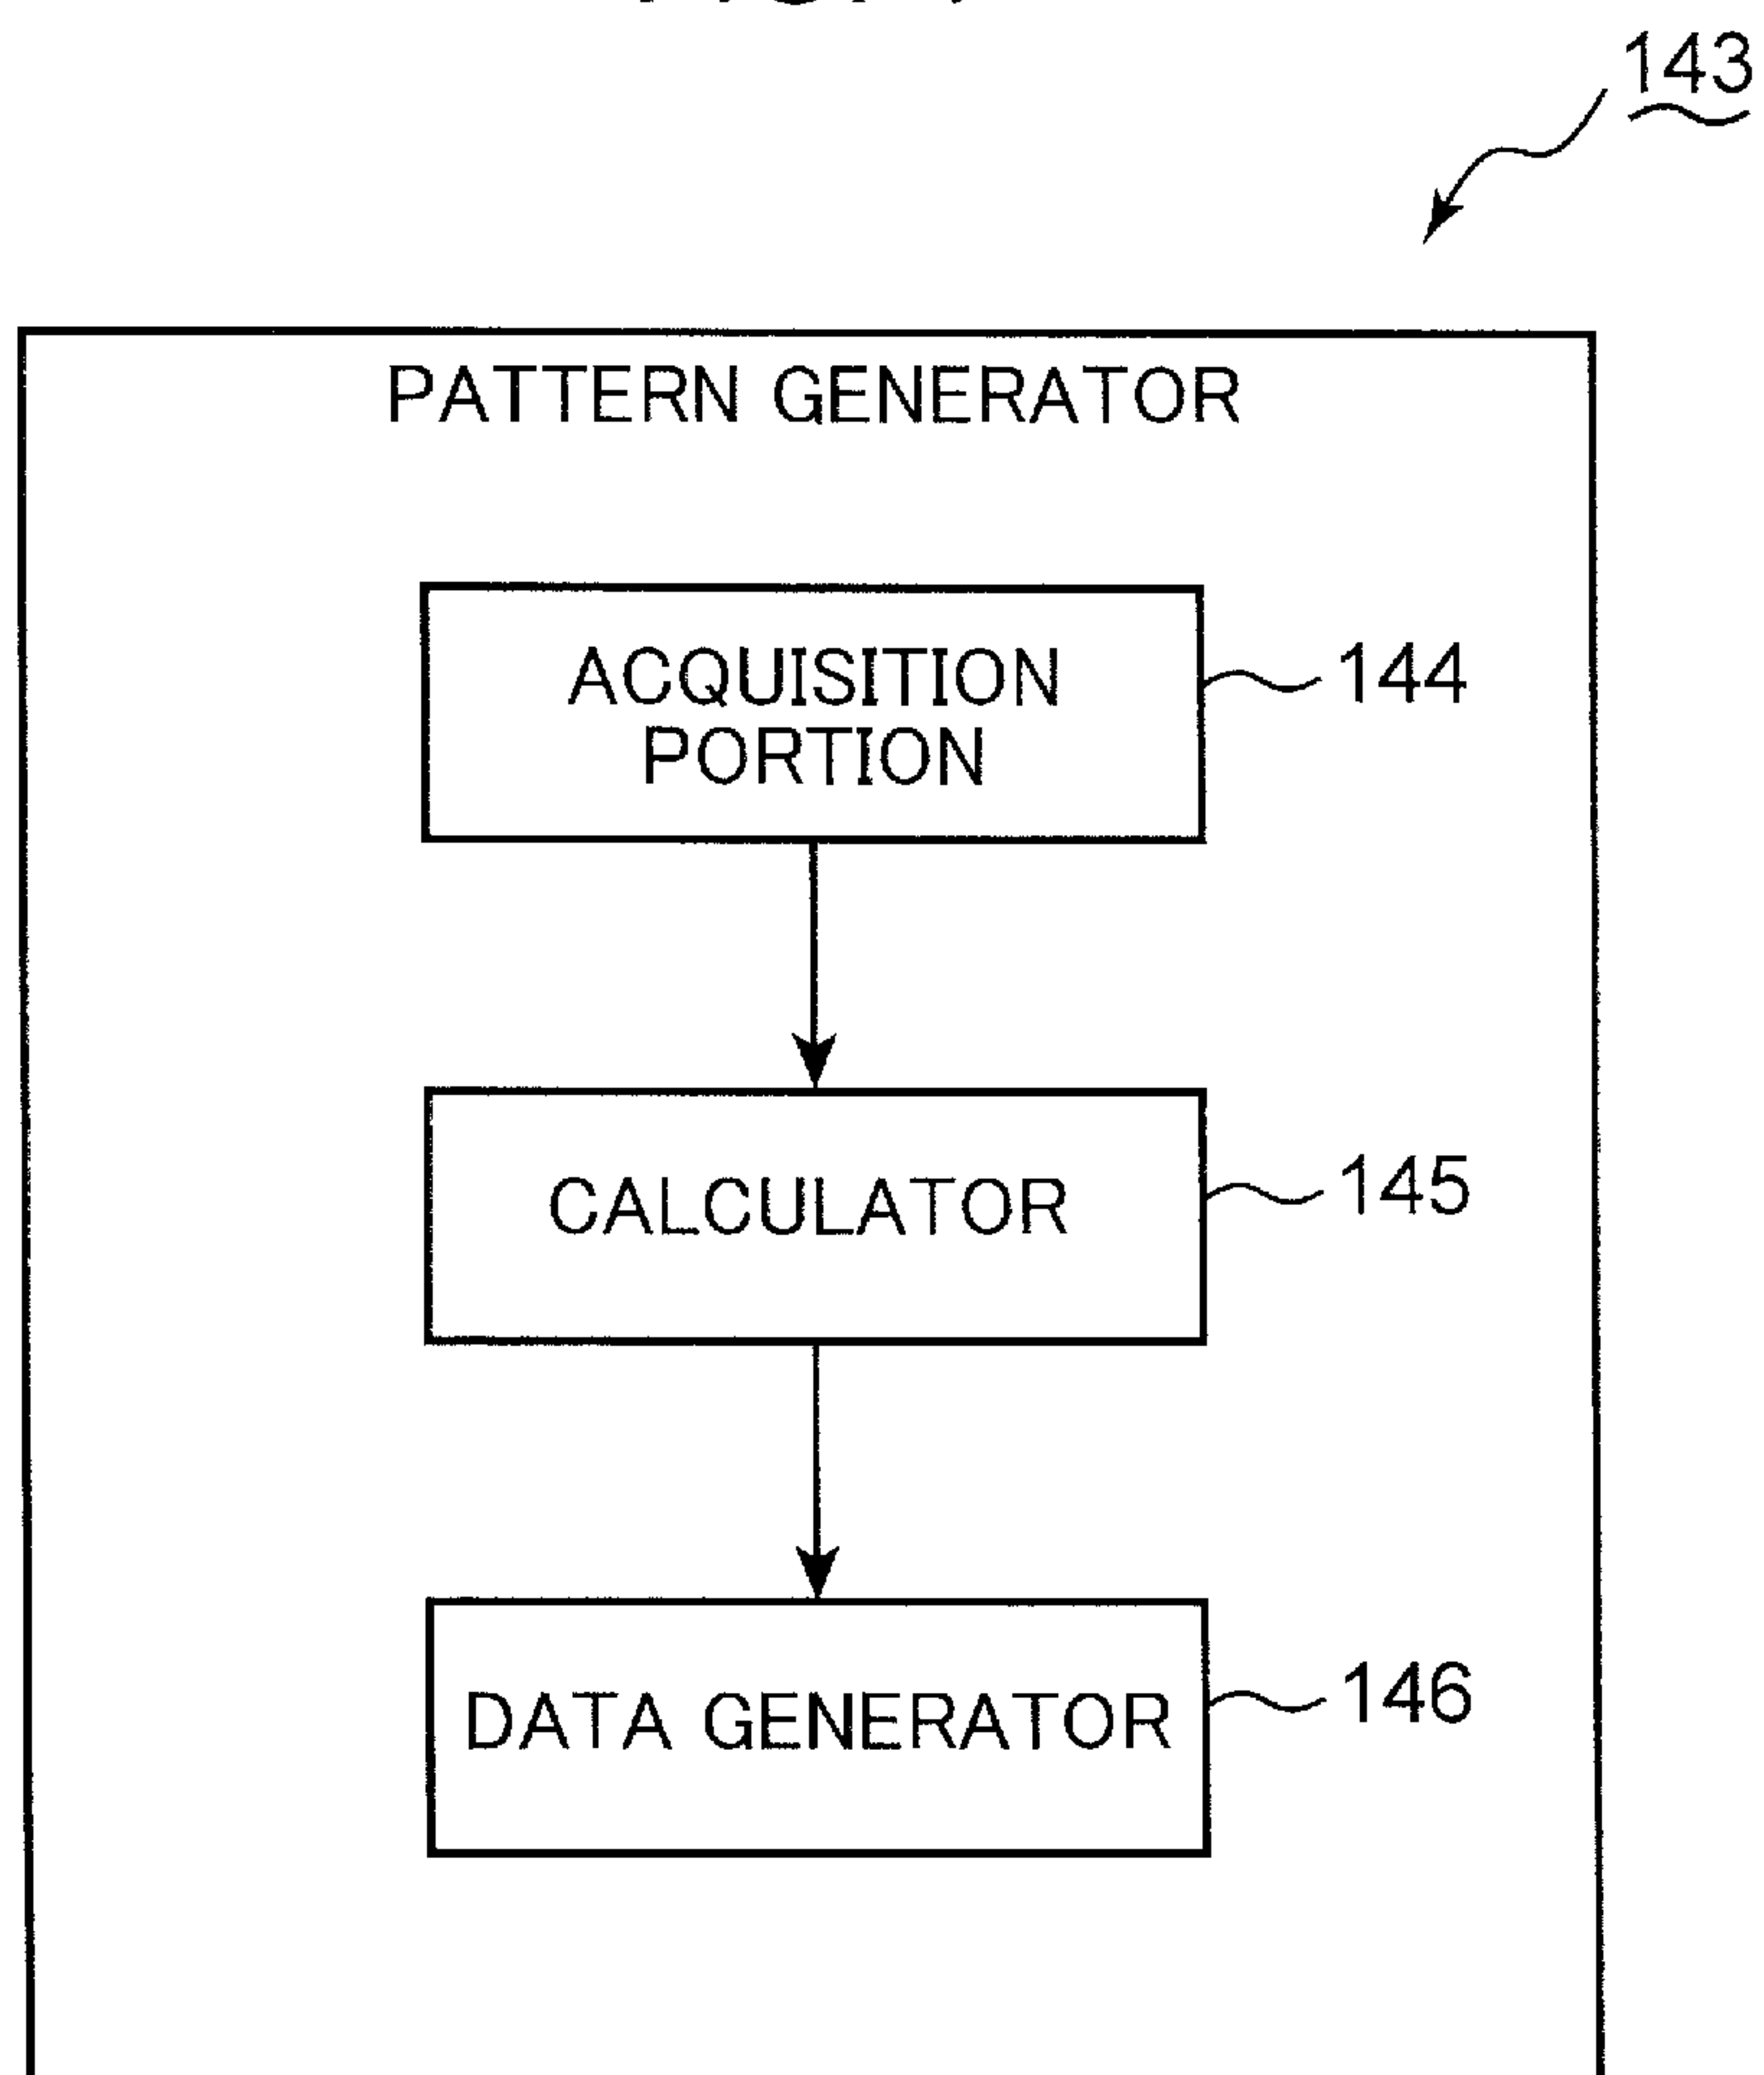 143
PATTERN GENERATOR
ACQUISITION
PORTION
144
CALCULATOR
145
DATA GENERATOR
146